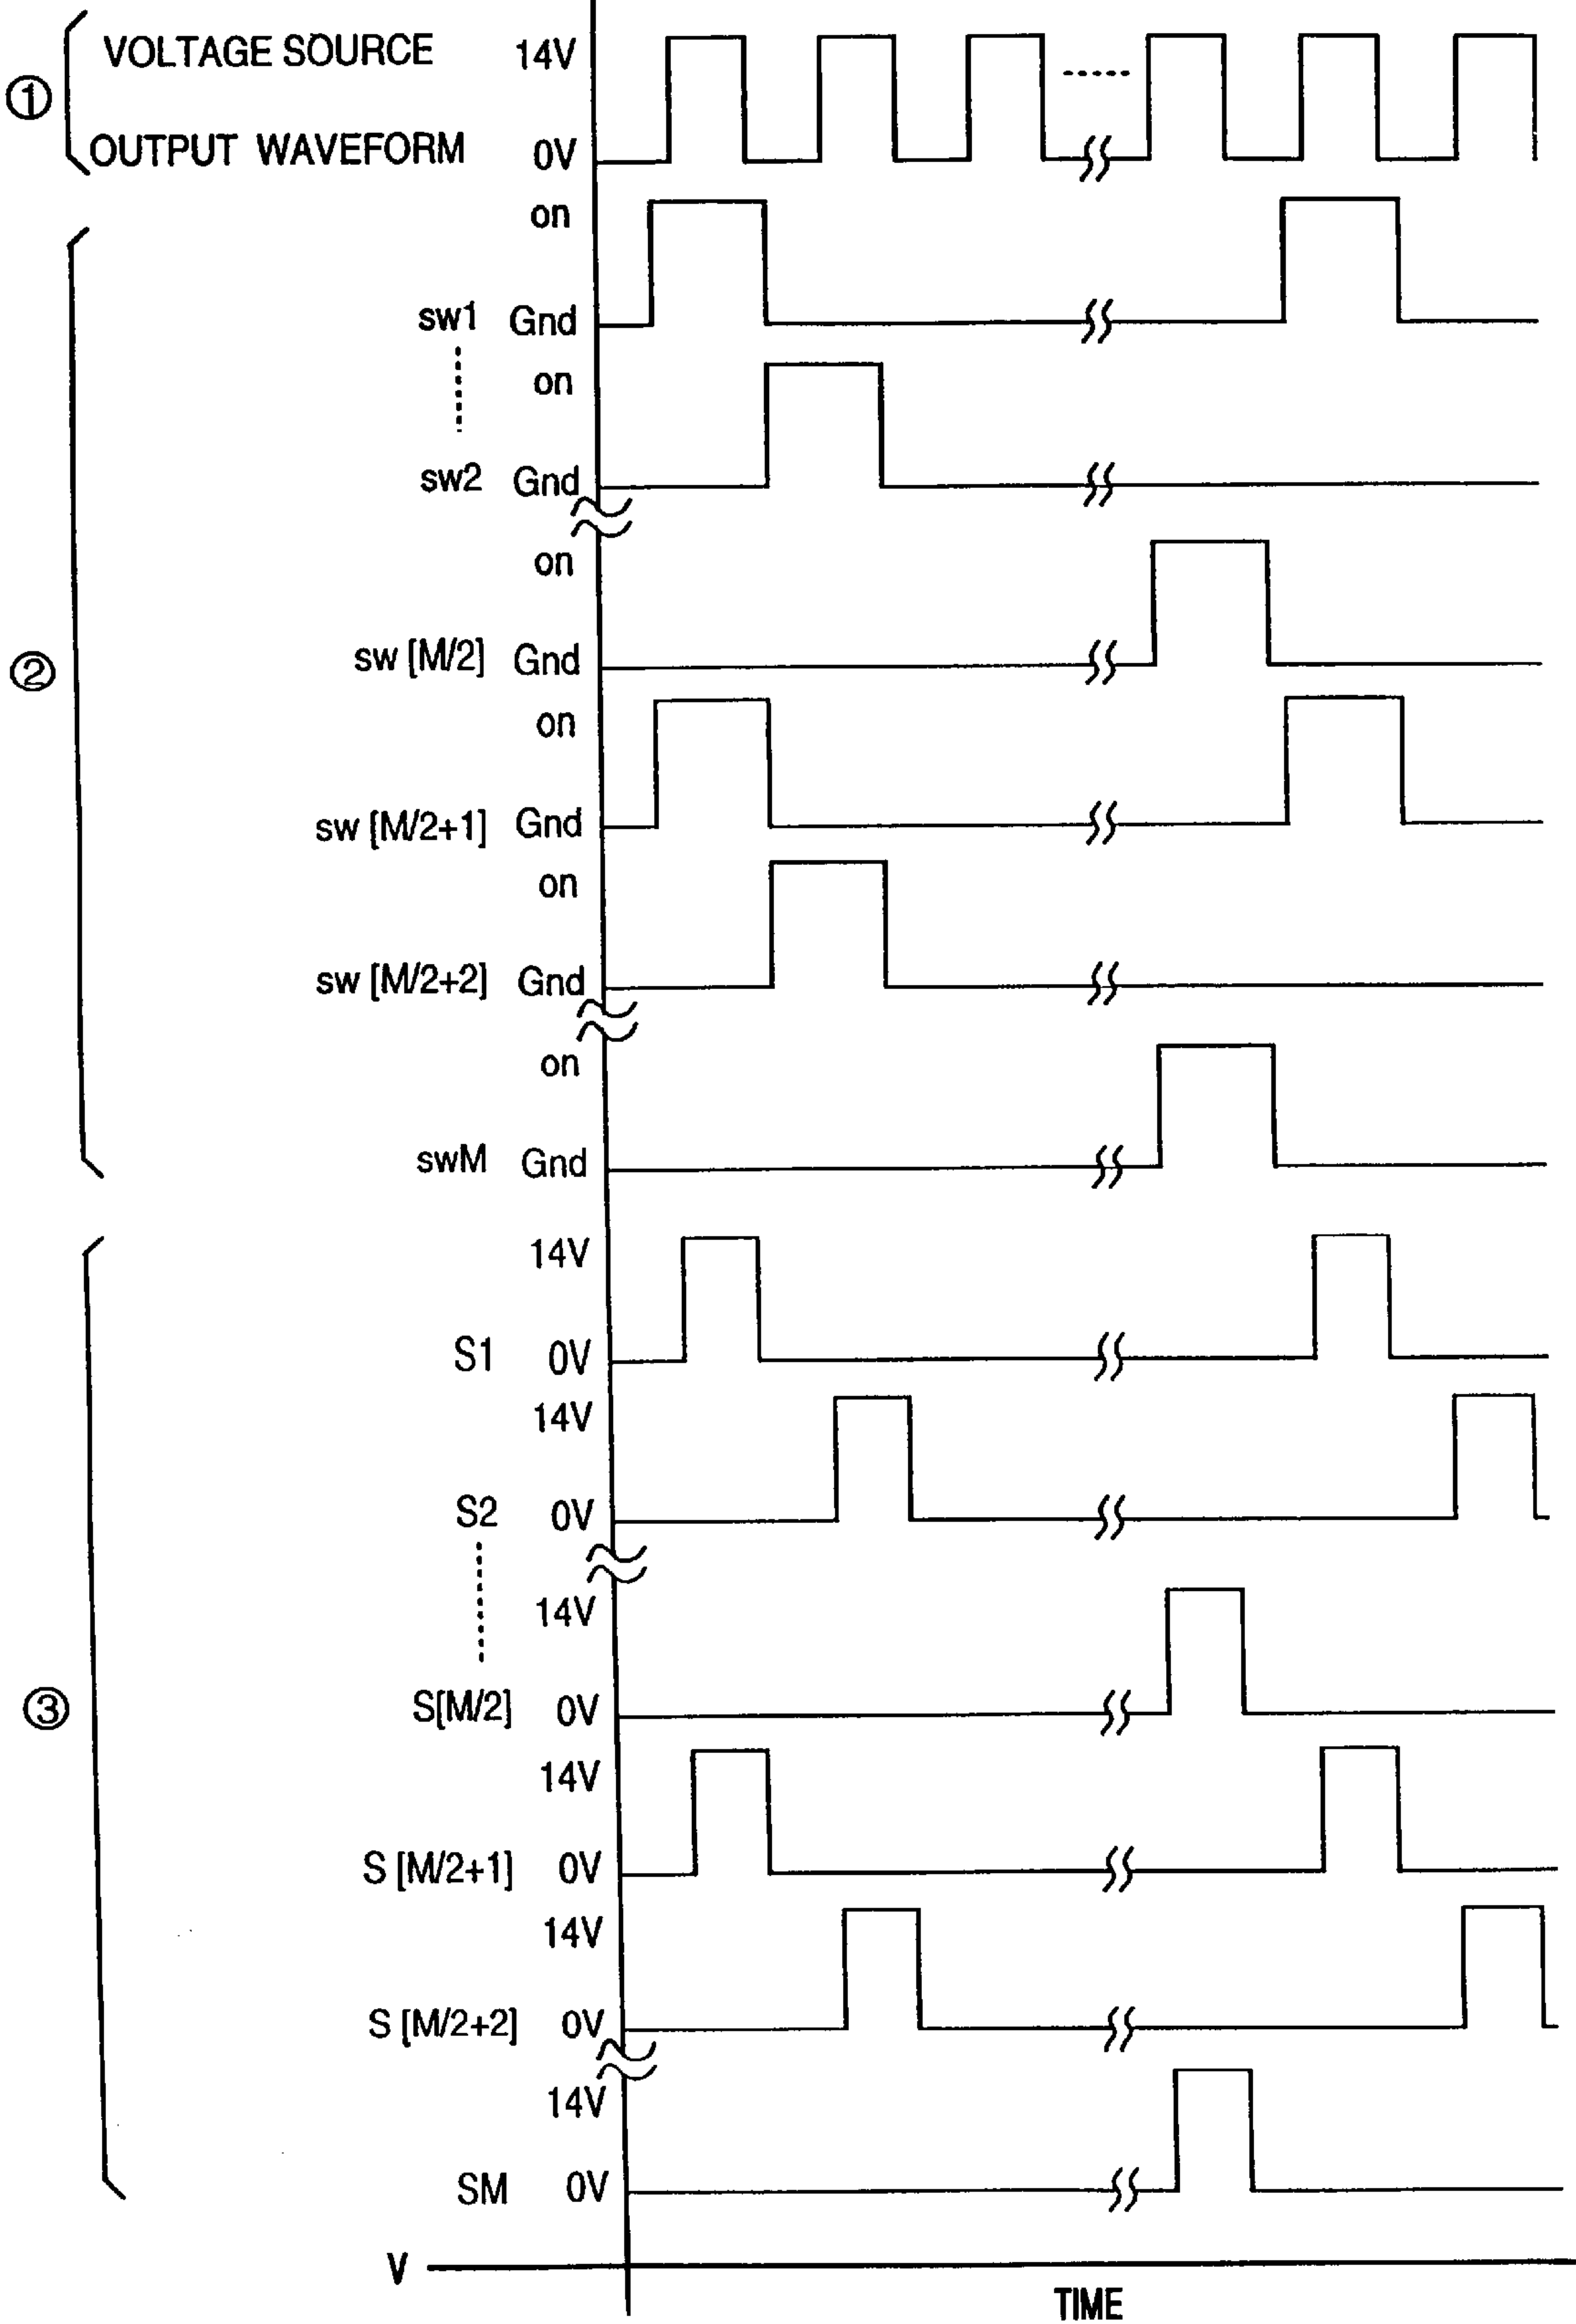 ①
VOLTAGE SOURCE 14V
OUTPUT WAVEFORM 0V
②
on
sw1 Gnd
on
sw2 Gnd
on
sw [M/2] Gnd
on
sw [M/2+1] Gnd
on
sw [M/2+2] Gnd
on
swM Gnd
③
14V
S1 0V
14V
S2 0V
14V
S[M/2] 0V
14V
S [M/2+1] 0V
14V
S [M/2+2] 0V
14V
SM 0V
V
TIME